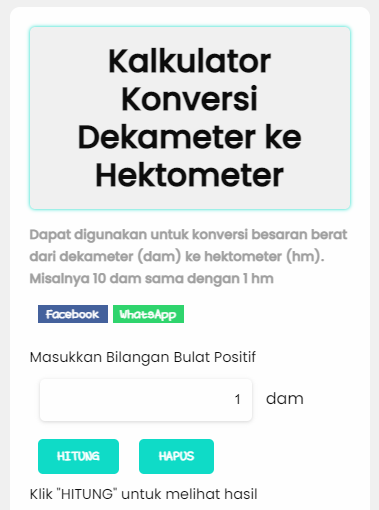 Kalkulator
Konversi
Dekameter ke
Hektometer
Dapat digunakan untuk konversi besaran berat
dari dekameter (dam) ke hektometer (hm).
Misalnya 10 dam sama dengan 1 hm
Facebook WhatsApp
Masukkan Bilangan Bulat Positif
1 dam
HITUNG HAPUS
Klik "HITUNG" untuk melihat hasil